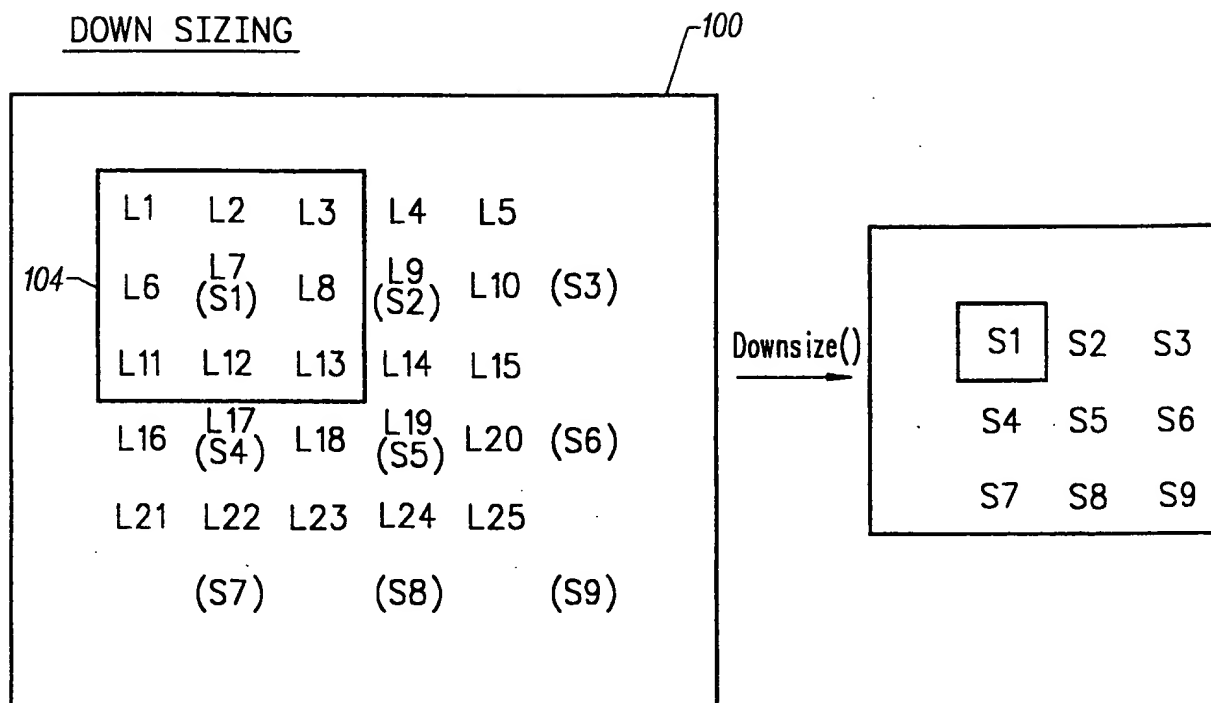 DOWN SIZING
100
L1 L2 L3 L4 L5
104
L6 L7 L8 L9 L10 (S3)
(S1) (S2)
L11 L12 L13 L14 L15
L16 L17 L18 L19 L20 (S6)
(S4) (S5)
L21 L22 L23 L24 L25
(S7) (S8) (S9)
Downsize()
S1 S2 S3
S4 S5 S6
S7 S8 S9